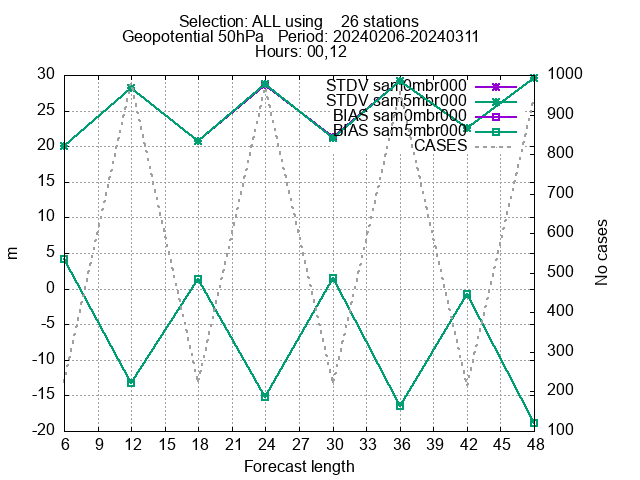 Selection: ALL using    26 stations
Geopotential 50hPa   Period: 20240206-20240311
Hours: 00,12
30
25
20
15
10
5
0
-5
-10
-15
-20
m
1000
900
800
700
600
500
400
300
200
100
No cases
STDV sam0mbr000
STDV sam5mbr000
BIAS sam0mbr000
BIAS sam5mbr000
CASES
6 9 12 15 18 21 24 27 30 33 36 39 42 45 48
Forecast length